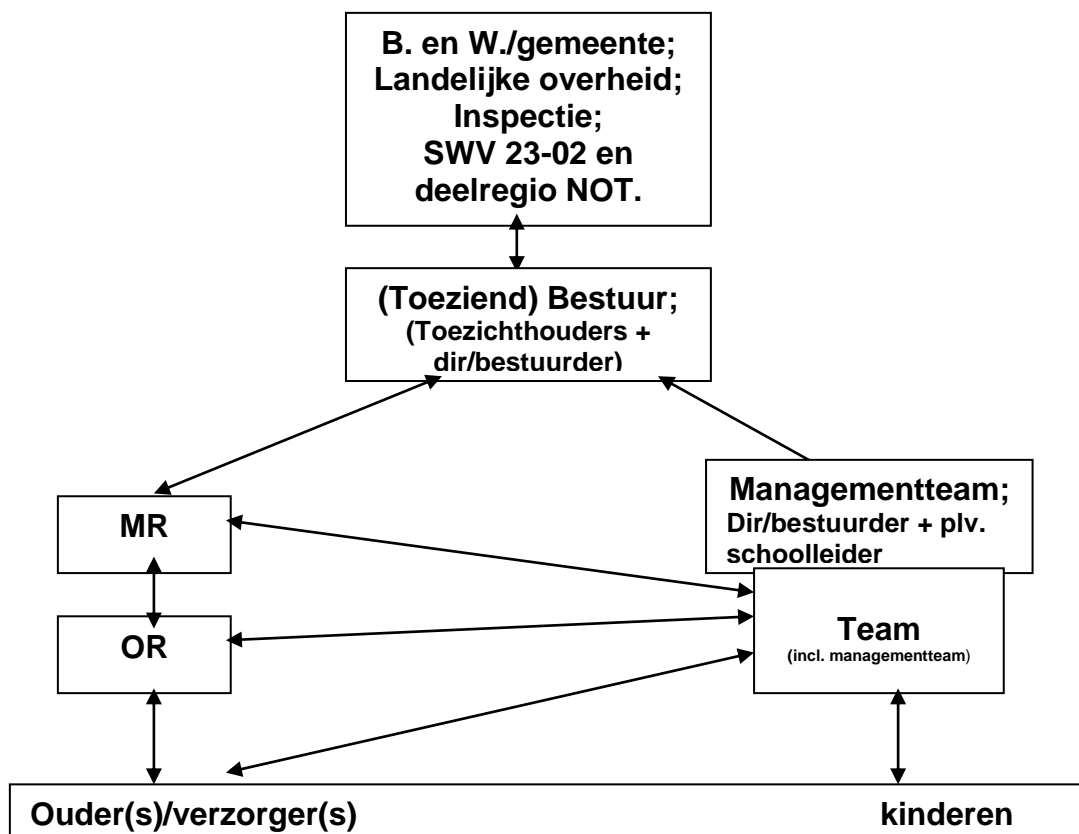 B. en W./gemeente;
Landelijke overheid;
Inspectie;
SWV 23-02 en
deelregio NOT.
(Toeziend) Bestuur;
(Toezichthouders +
dir/bestuurder)
Managementteam;
Dir/bestuurder + plv.
schoolleider
MR
OR
Team
(incl. managementteam)
Ouder(s)/verzorger(s) kinderen